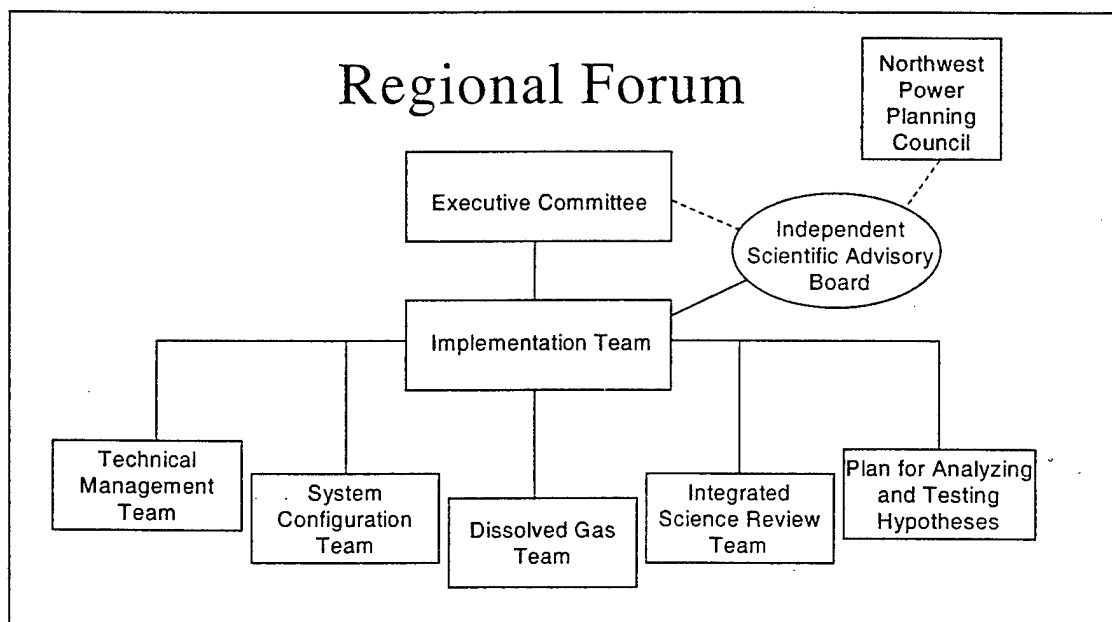 Regional Forum
Northwest
Power
Planning
Council
Executive Committee
Independent
Scientific Advisory
Board
Implementation Team
Technical
Management
Team
System
Configuration
Team
Dissolved Gas
Team
Integrated
Science Review
Team
Plan for Analyzing
and Testing
Hypotheses